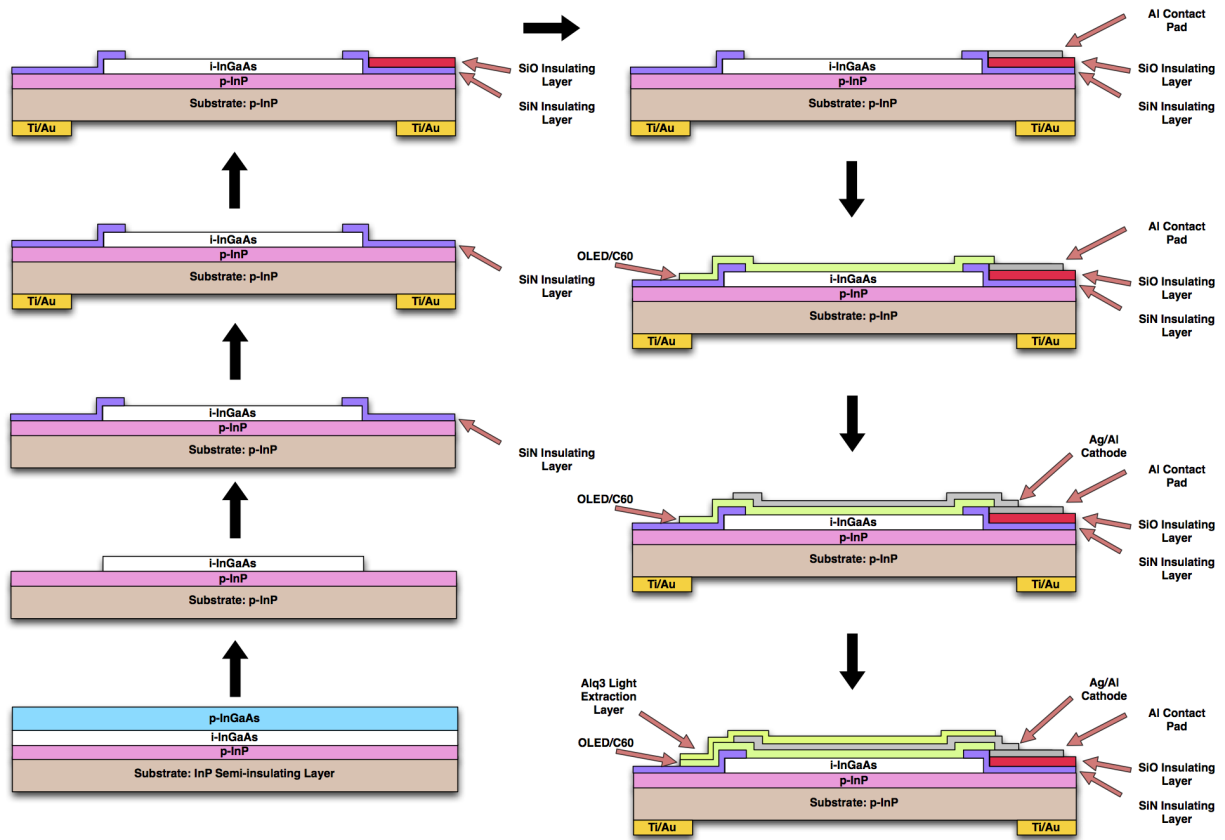 i-InGaAs
p-InP
Substrate: p-InP
Ti/Au
Ti/Au
SiO Insulating
Layer
SiN Insulating
Layer
Al Contact
Pad
i-InGaAs
p-InP
Substrate: p-InP
Ti/Au
Ti/Au
SiO Insulating
Layer
SiN Insulating
Layer
i-InGaAs
p-InP
Substrate: p-InP
Ti/Au
Ti/Au
SiN Insulating
Layer
OLED/C60
i-InGaAs
p-InP
Substrate: p-InP
Ti/Au
Ti/Au
Al Contact
Pad
SiO Insulating
Layer
SiN Insulating
Layer
i-InGaAs
p-InP
Substrate: p-InP
SiN Insulating
Layer
OLED/C60
i-InGaAs
p-InP
Substrate: p-InP
Ti/Au
Ti/Au
Ag/Al
Cathode
Al Contact
Pad
SiO Insulating
Layer
SiN Insulating
Layer
i-InGaAs
p-InP
Substrate: p-InP
p-InGaAs
i-InGaAs
p-InP
Substrate: InP Semi-insulating Layer
Alq3 Light
Extraction
Layer
OLED/C60
i-InGaAs
p-InP
Substrate: p-InP
Ti/Au
Ti/Au
Ag/Al
Cathode
Al Contact
Pad
SiO Insulating
Layer
SiN Insulating
Layer